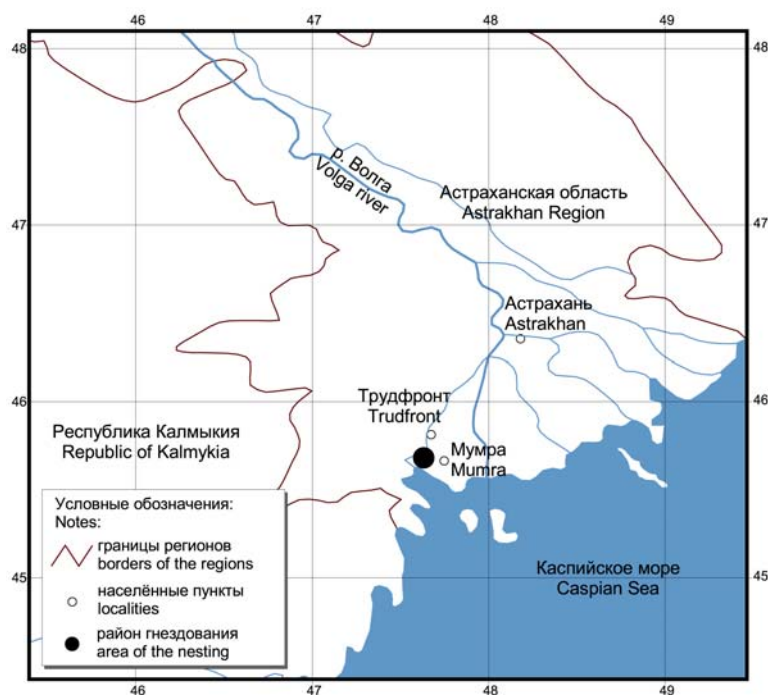 46 47 48 49
48 48
р. Волга
Volga river
Астраханская область
Astrakhan Region
47 47
Астрахань
Astrakhan
Трудфронт
Trudfront
46 46
Республика Калмыкия
Republic of Kalmykia
Мумра
Mumra
Условные обозначения:
Notes:
границы регионов
borders of the regions
населённые пункты
localities
район гнездования
area of the nesting
Каспийское море
Caspian Sea
45 45
46 47 48 49